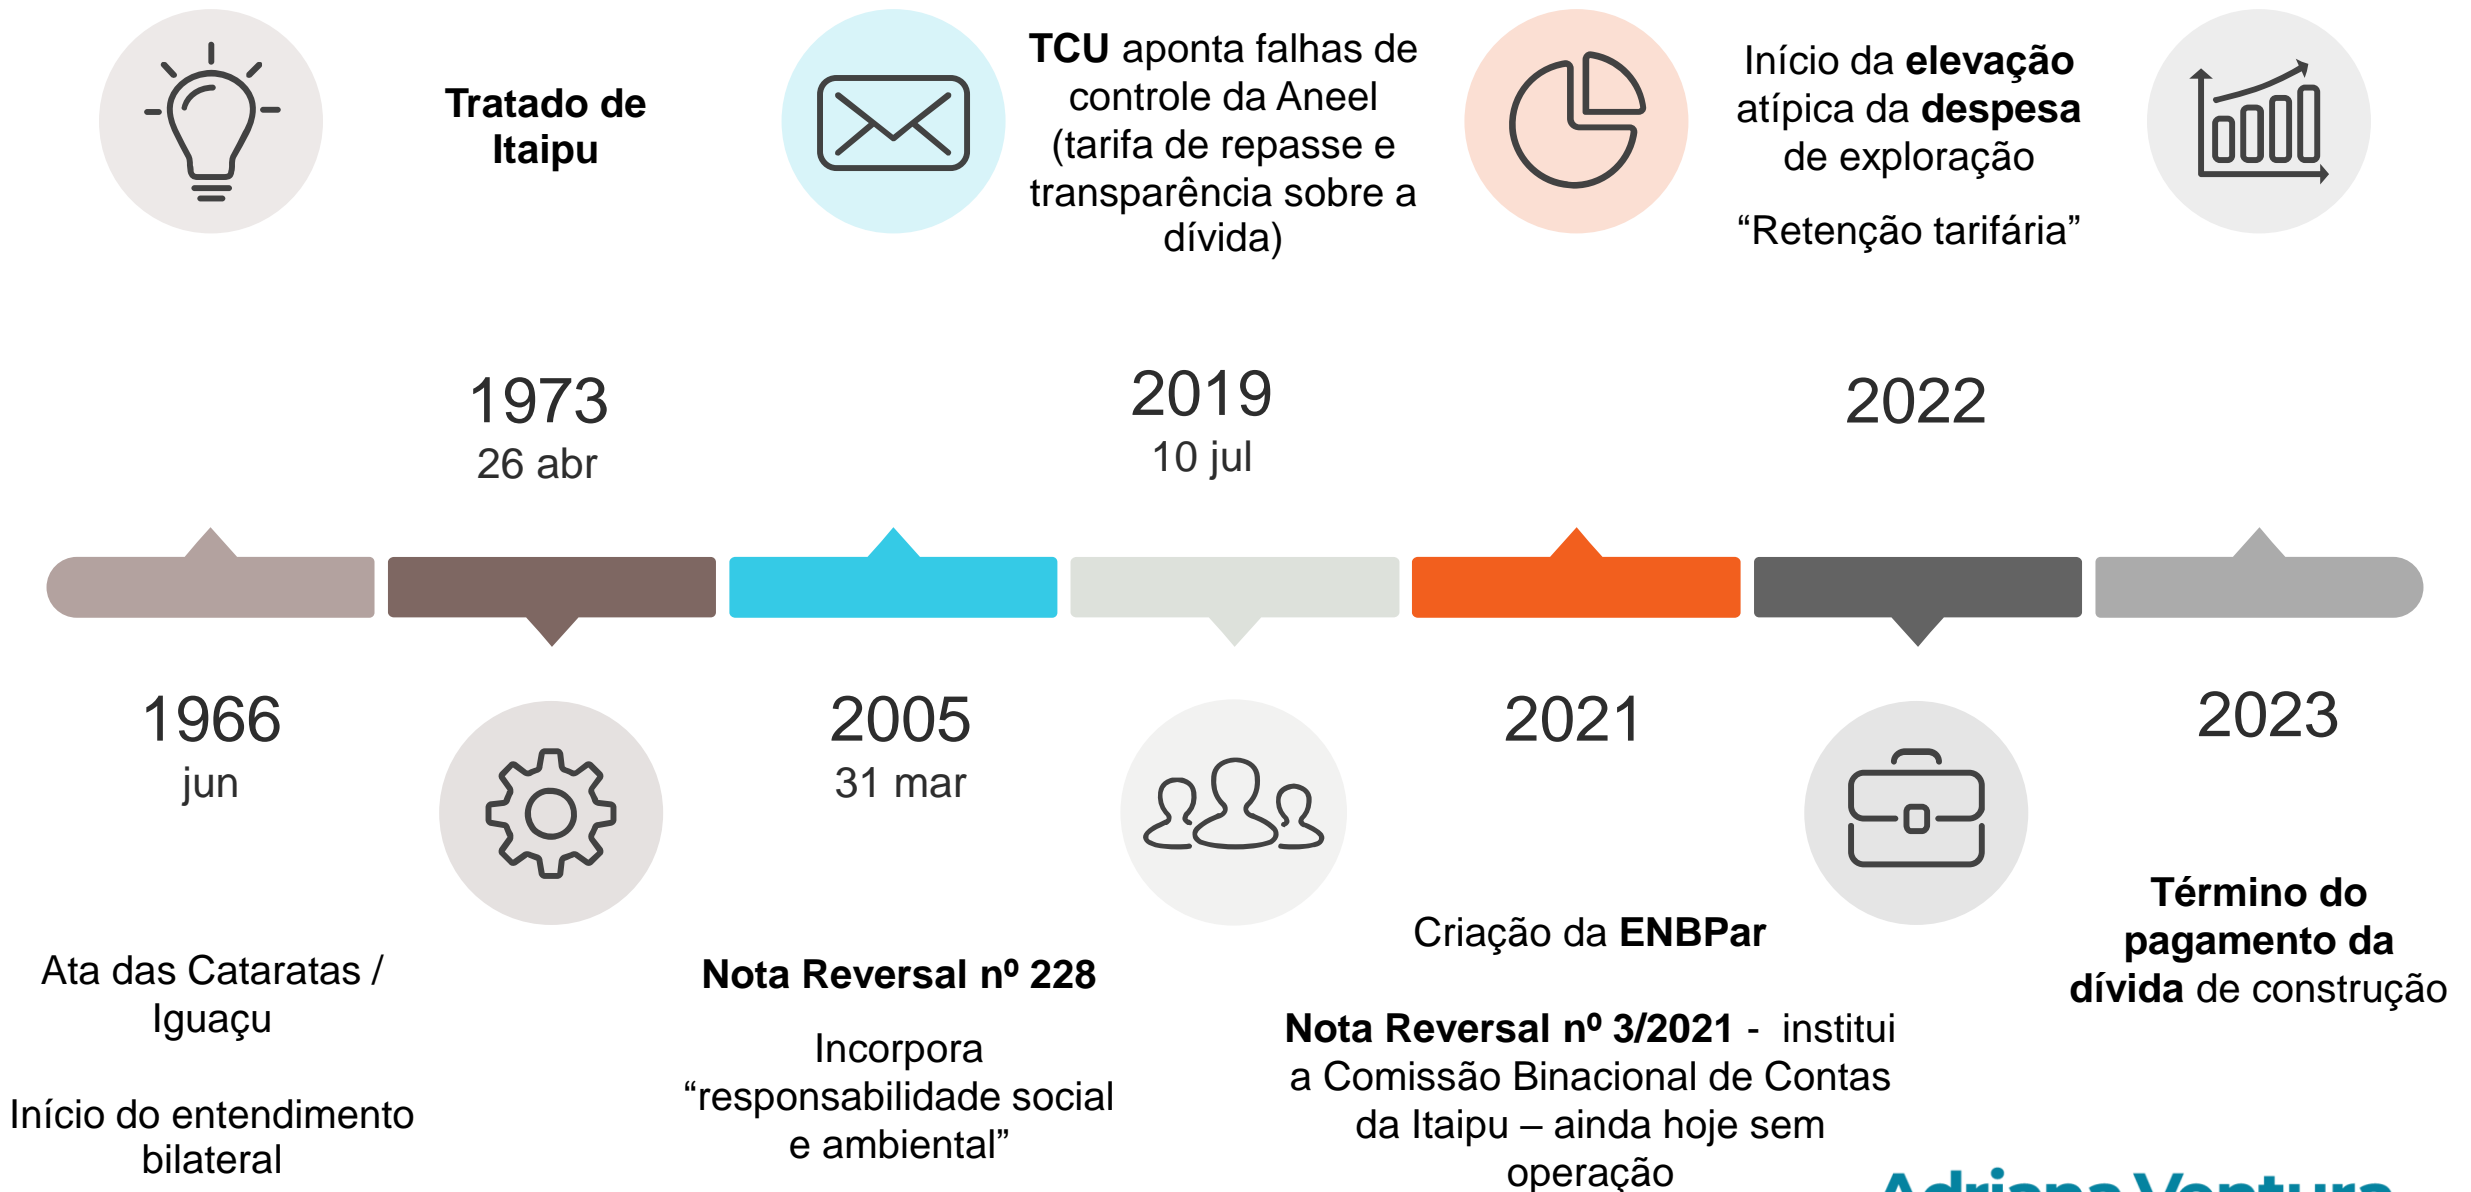 Tratado de
Itaipu
TCU aponta falhas de
controle da Aneel
(tarifa de repasse e
transparência sobre a
dívida)
Início da elevação
atípica da despesa
de exploração
“Retenção tarifária”
1973
26 abr
2019
10 jul
2022
1966
jun
2005
31 mar
2021
2023
Ata das Cataratas /
Iguaçu
Início do entendimento
bilateral
Nota Reversal nº 228
Incorpora
“responsabilidade social
e ambiental”
Criação da ENBPar
Nota Reversal nº 3/2021 -  institui
a Comissão Binacional de Contas
da Itaipu – ainda hoje sem
operação
Término do
pagamento da
dívida de construção
Adriana Ventura